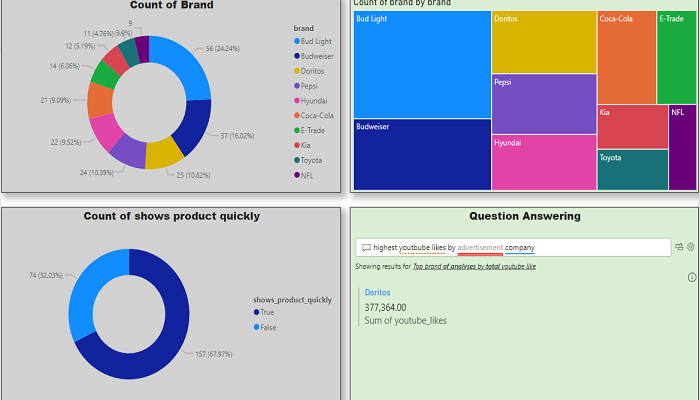 Count of Brand
9
11 (4.76%)
(3.9%)
12 (5.19%)
14 (6.06%)
21 (9.09%)
22 (9.52%)
24 (10.39%)
25 (10.82%)
37 (16.02%)
56 (24.24%)
brand
Bud Light
Budweiser
Doritos
Pepsi
Hyundai
Coca-Cola
E-Trade
Kia
Toyota
NFL
Count of brand by brand
Bud Light
Doritos
Coca-Cola
E-Trade
Pepsi
Kia
NFL
Budweiser
Hyundai
Toyota
Count of shows product quickly
74 (32.03%)
157 (67.97%)
shows_product_quickly
True
False
Question Answering
highest youtbube likes by advertisement company
Showing results for Top brand of analyses by total youtube like
Doritos
377,364.00
Sum of youtube_likes